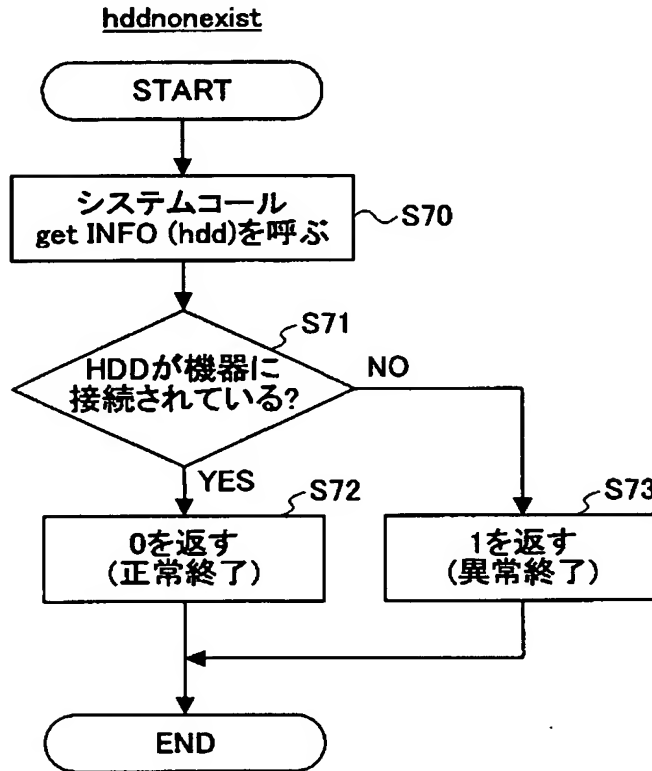 hddnonexist
START
システムコール
get INFO (hdd)を呼ぶ
S70
S71
HDDが機器に
接続されている?
NO
YES
S72
0を返す
(正常終了)
S73
1を返す
(異常終了)
END